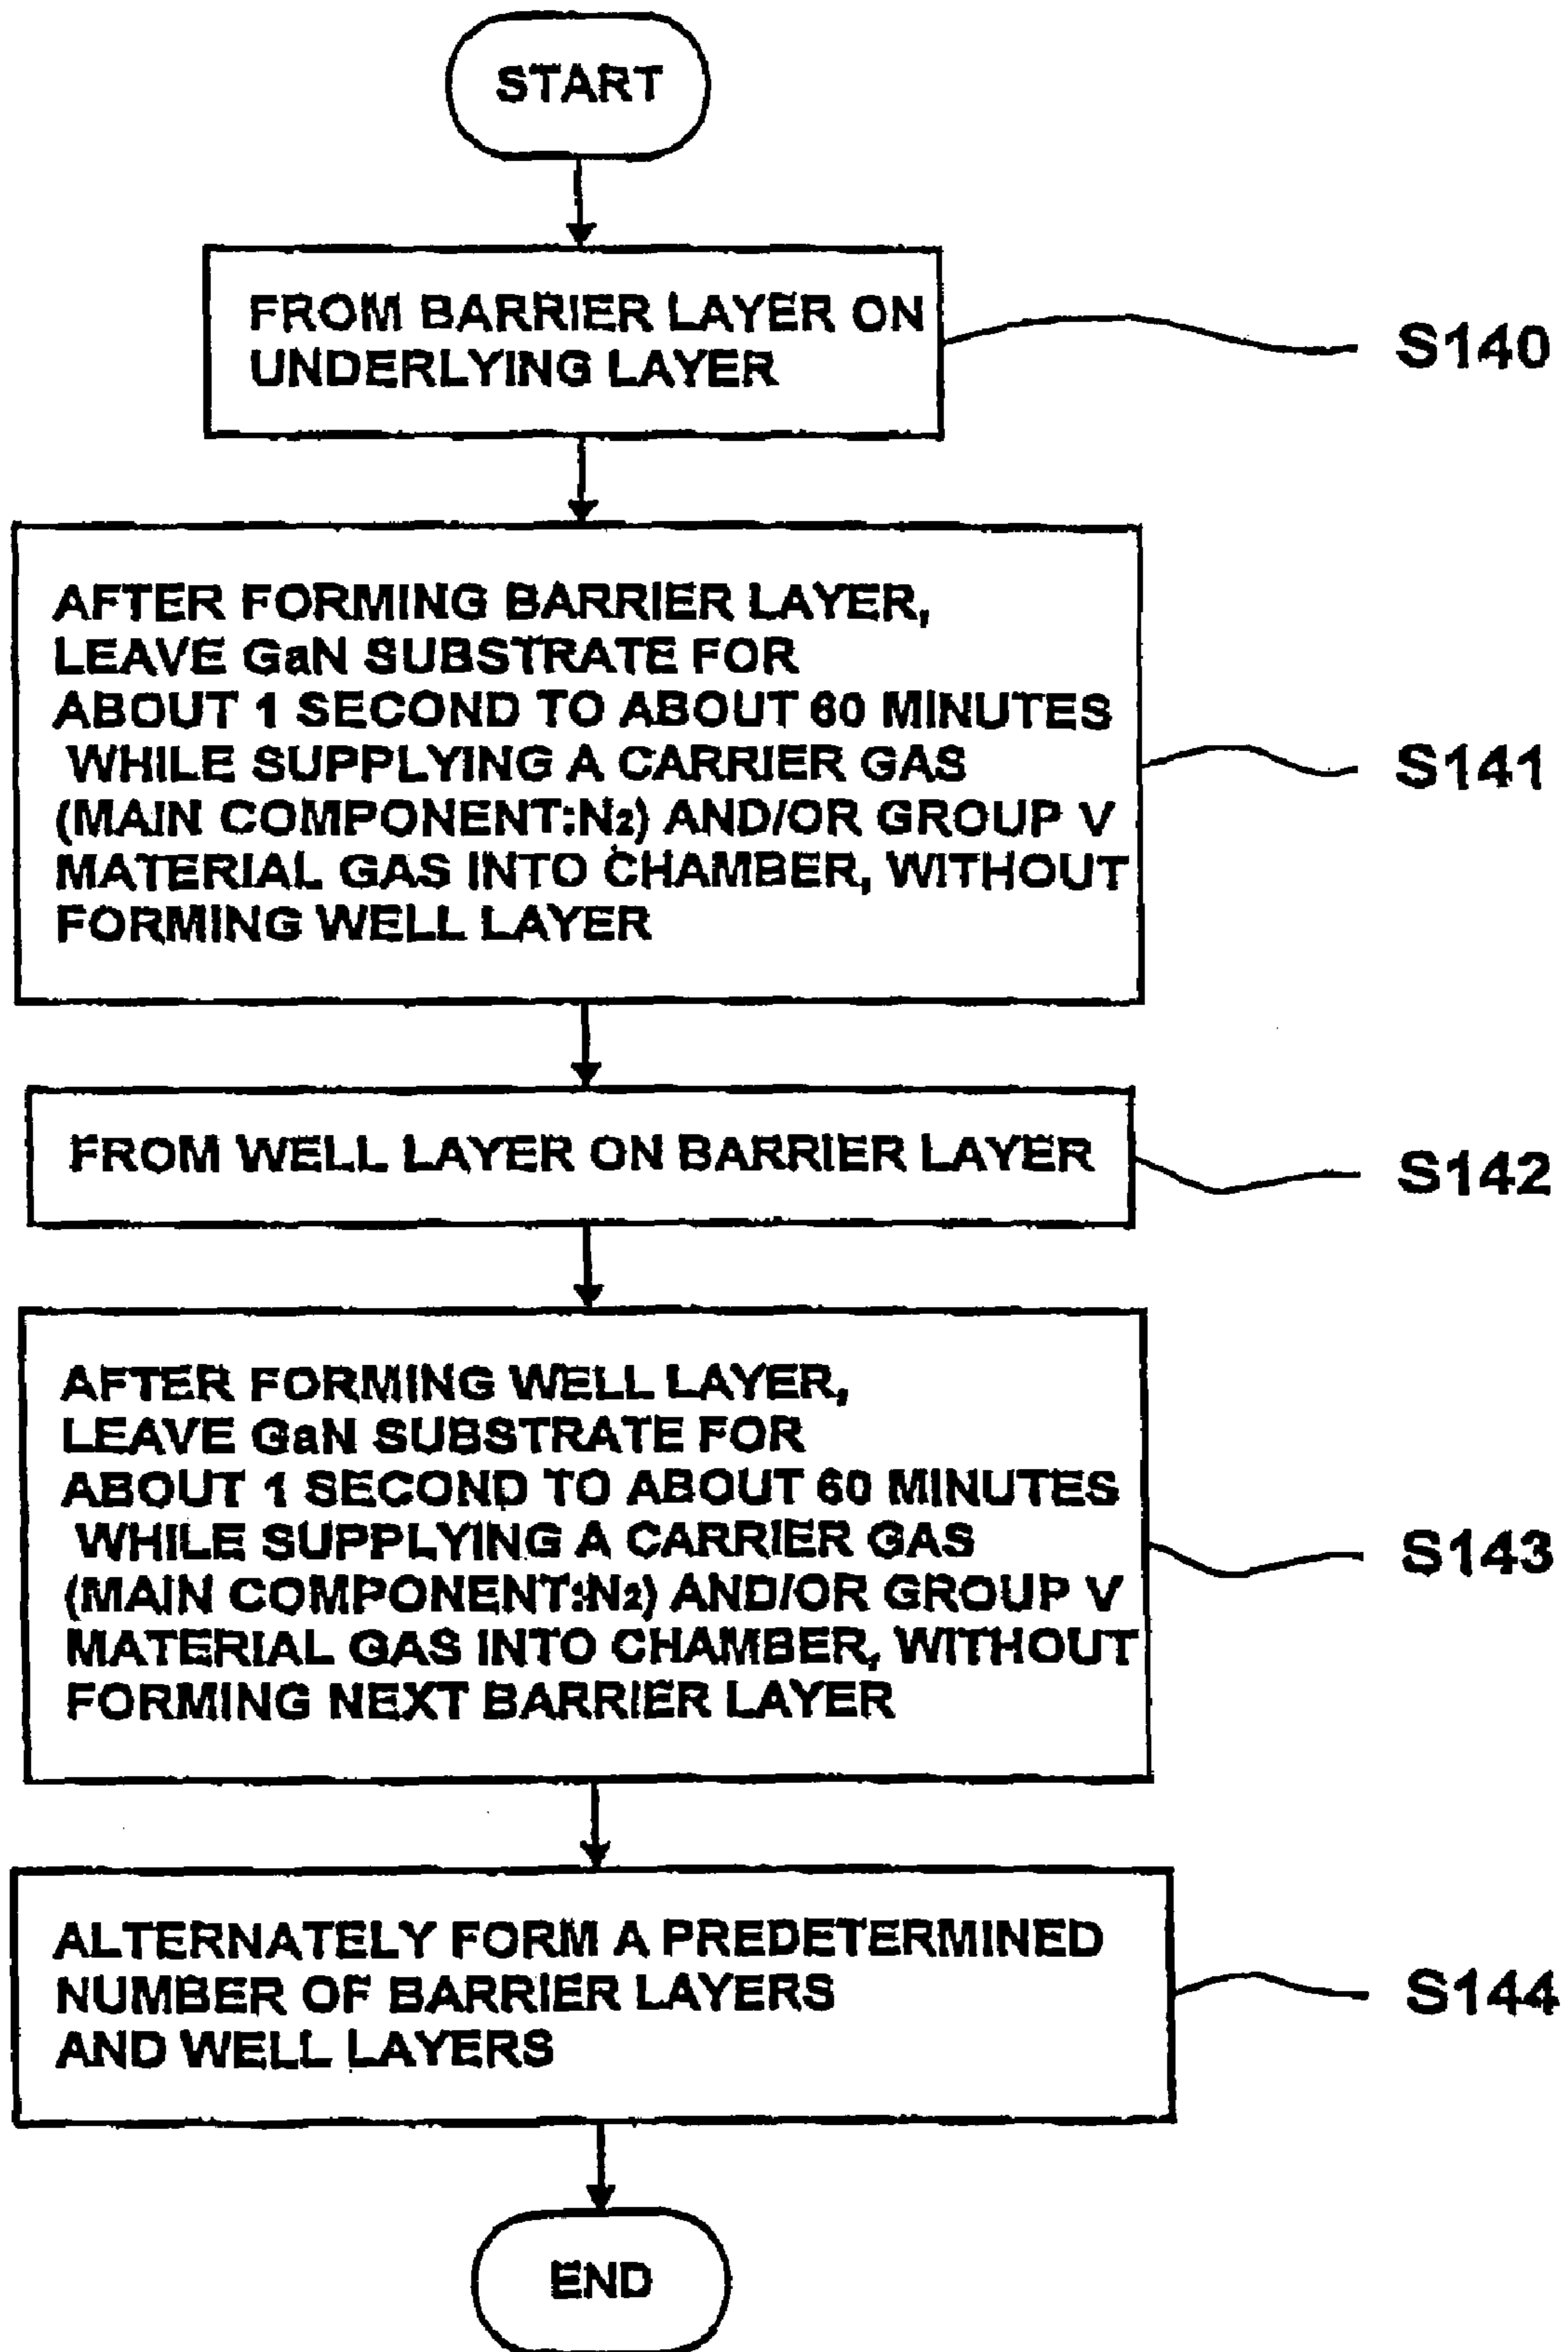 START
FROM BARRIER LAYER ON
UNDERLYING LAYER
S140
AFTER FORMING BARRIER LAYER,
LEAVE GaN SUBSTRATE FOR
ABOUT 1 SECOND TO ABOUT 60 MINUTES
WHILE SUPPLYING A CARRIER GAS
(MAIN COMPONENT:N₂) AND/OR GROUP V
MATERIAL GAS INTO CHAMBER, WITHOUT
FORMING WELL LAYER
S141
FROM WELL LAYER ON BARRIER LAYER
S142
AFTER FORMING WELL LAYER,
LEAVE GaN SUBSTRATE FOR
ABOUT 1 SECOND TO ABOUT 60 MINUTES
WHILE SUPPLYING A CARRIER GAS
(MAIN COMPONENT:N₂) AND/OR GROUP V
MATERIAL GAS INTO CHAMBER, WITHOUT
FORMING NEXT BARRIER LAYER
S143
ALTERNATELY FORM A PREDETERMINED
NUMBER OF BARRIER LAYERS
AND WELL LAYERS
S144
END